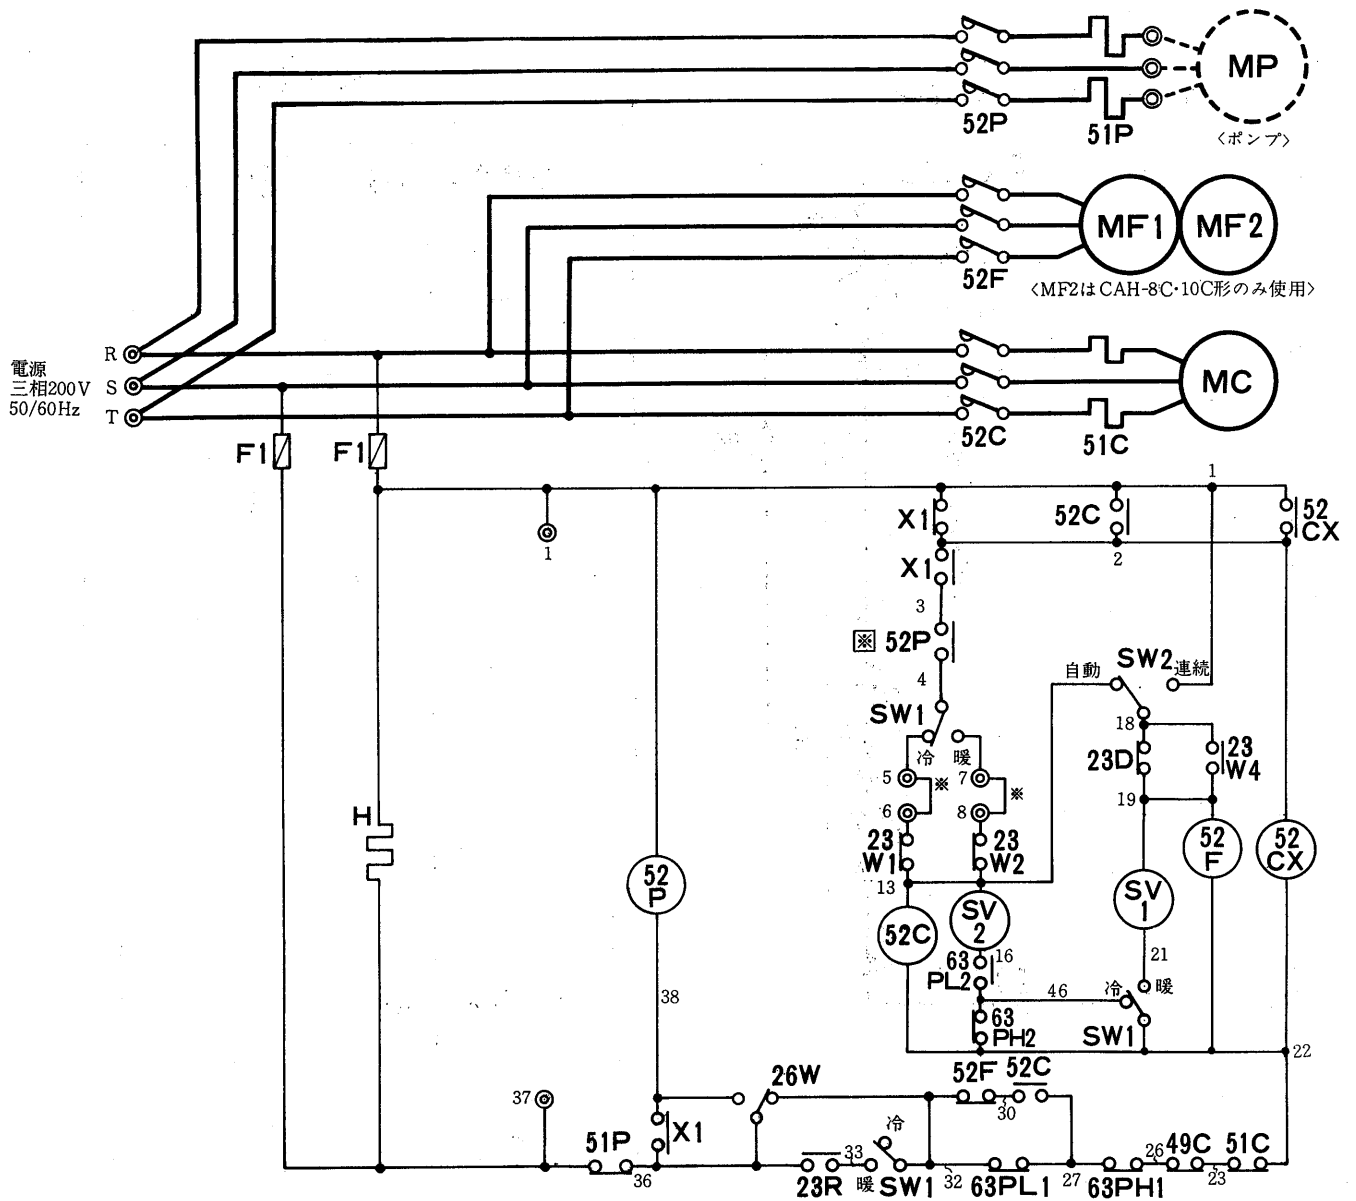 MP
52P
51P
〈ポンプ〉
MF1
MF2
52F
〈MF2はCAH-8C・10C形のみ使用〉
R
電源
三相200V
S
50/60Hz
T
MC
52C
51C
F1
F1
1
X1
52C
52
CX
1
2
X1
3
※
52P
4
自動
SW2
連続
SW1
18
冷
暖
23D
23
W4
5
※
7
※
19
6
8
H
23
W1
23
W2
52
P
52
F
52
CX
13
SV
1
SV
2
52C
16
21
63
PL2
38
46
冷
暖
63
PH2
SW1
22
26W
52F
52C
37
30
X1
冷
51P
33
26
49C
51C
36
23R
暖
SW1
32
63PL1
27
63PH1
23